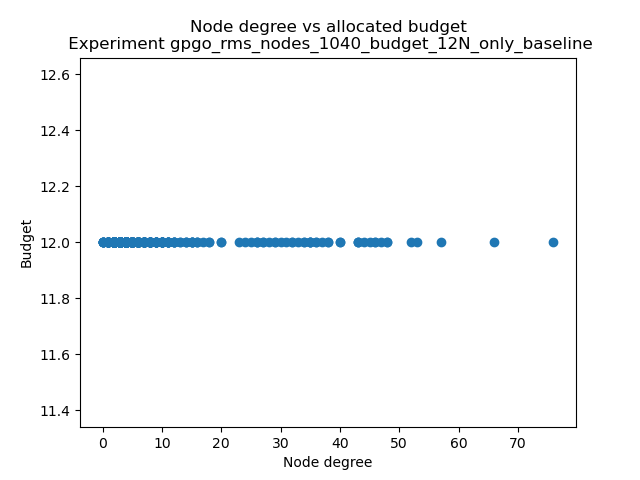 Node degree vs allocated budget
Experiment gpgo_rms_nodes_1040_budget_12N_only_baseline
12.6
12.4
12.2
12.0
11.8
11.6
11.4
Budget
0 10 20 30 40 50 60 70
Node degree